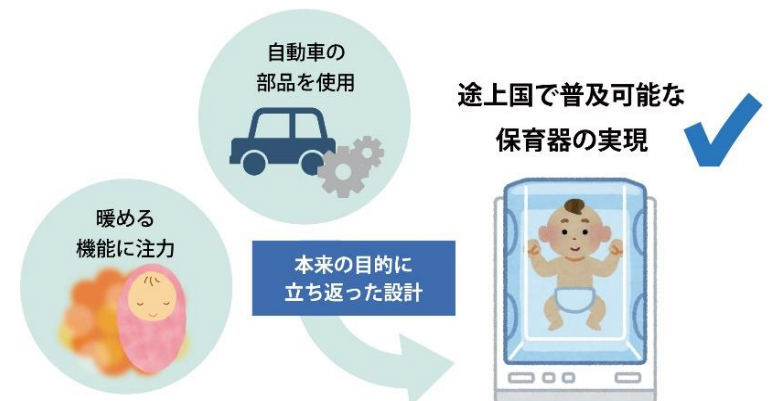 自動車の
部品を使用
途上国で普及可能な
保育器の実現
暖める
機能に注力
本来の目的に
立ち返った設計